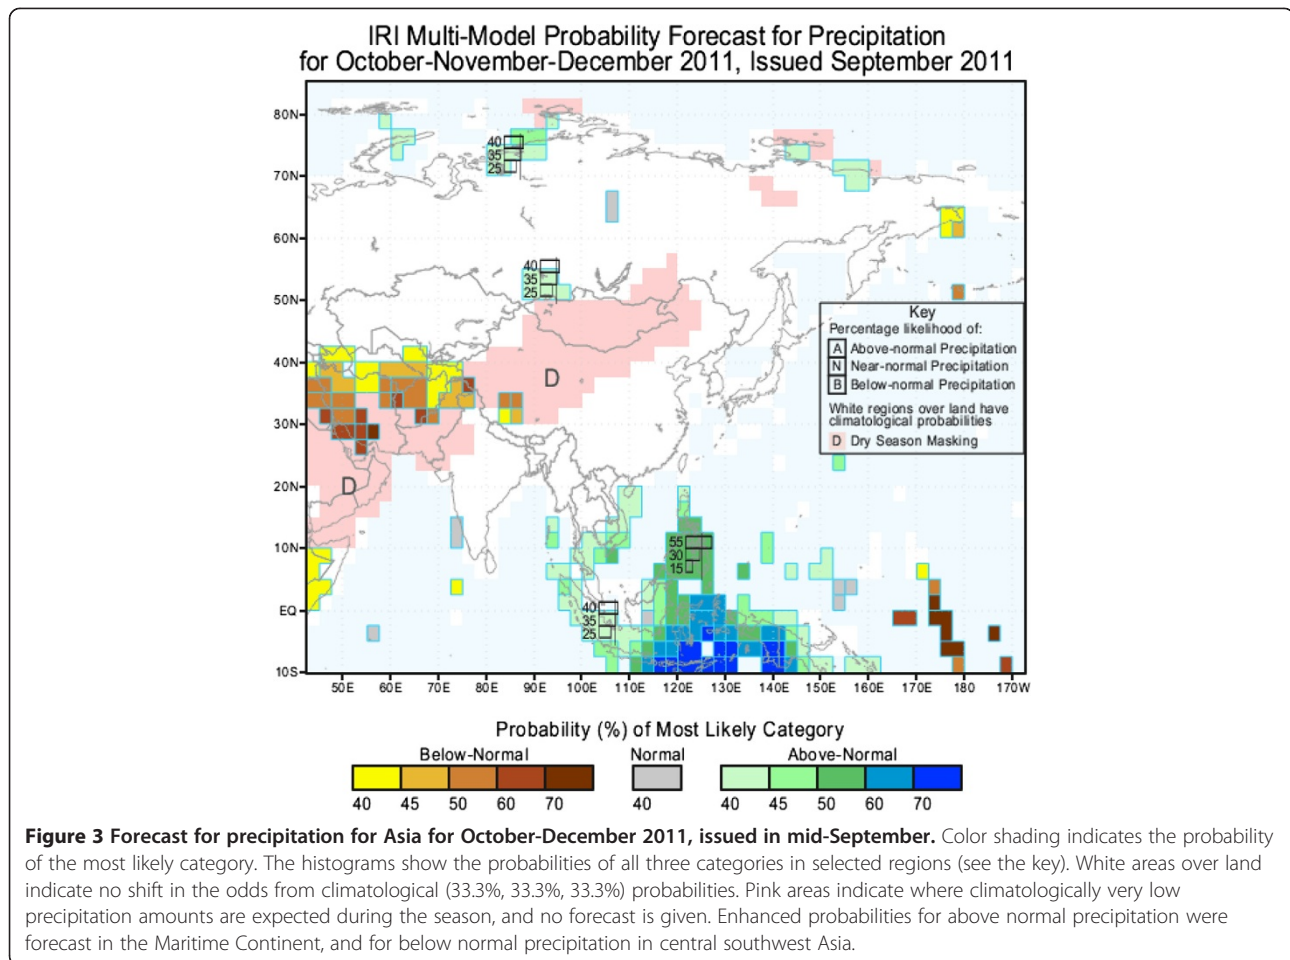 IRI Multi-Model Probability Forecast for Precipitation
for October-November-December 2011, Issued September 2011
80N
70N
60N
50N
40N
30N
20N
10N
EQ
10S
40
35
25
40
35
25
D
D
55
30
15
40
35
25
Key
Percentage likelihood of:
A Above-normal Precipitation
N Near-normal Precipitation
B Below-normal Precipitation
White regions over land have
climatological probabilities
D Dry Season Masking
50E 60E 70E 80E 90E 100E 110E 120E 130E 140E 150E 160E 170E 180 170W
Probability (%) of Most Likely Category
Below-Normal Normal Above-Normal
40 45 50 60 70 40 40 45 50 60 70
Figure 3 Forecast for precipitation for Asia for October-December 2011, issued in mid-September. Color shading indicates the probability
of the most likely category. The histograms show the probabilities of all three categories in selected regions (see the key). White areas over land
indicate no shift in the odds from climatological (33.3%, 33.3%, 33.3%) probabilities. Pink areas indicate where climatologically very low
precipitation amounts are expected during the season, and no forecast is given. Enhanced probabilities for above normal precipitation were
forecast in the Maritime Continent, and for below normal precipitation in central southwest Asia.